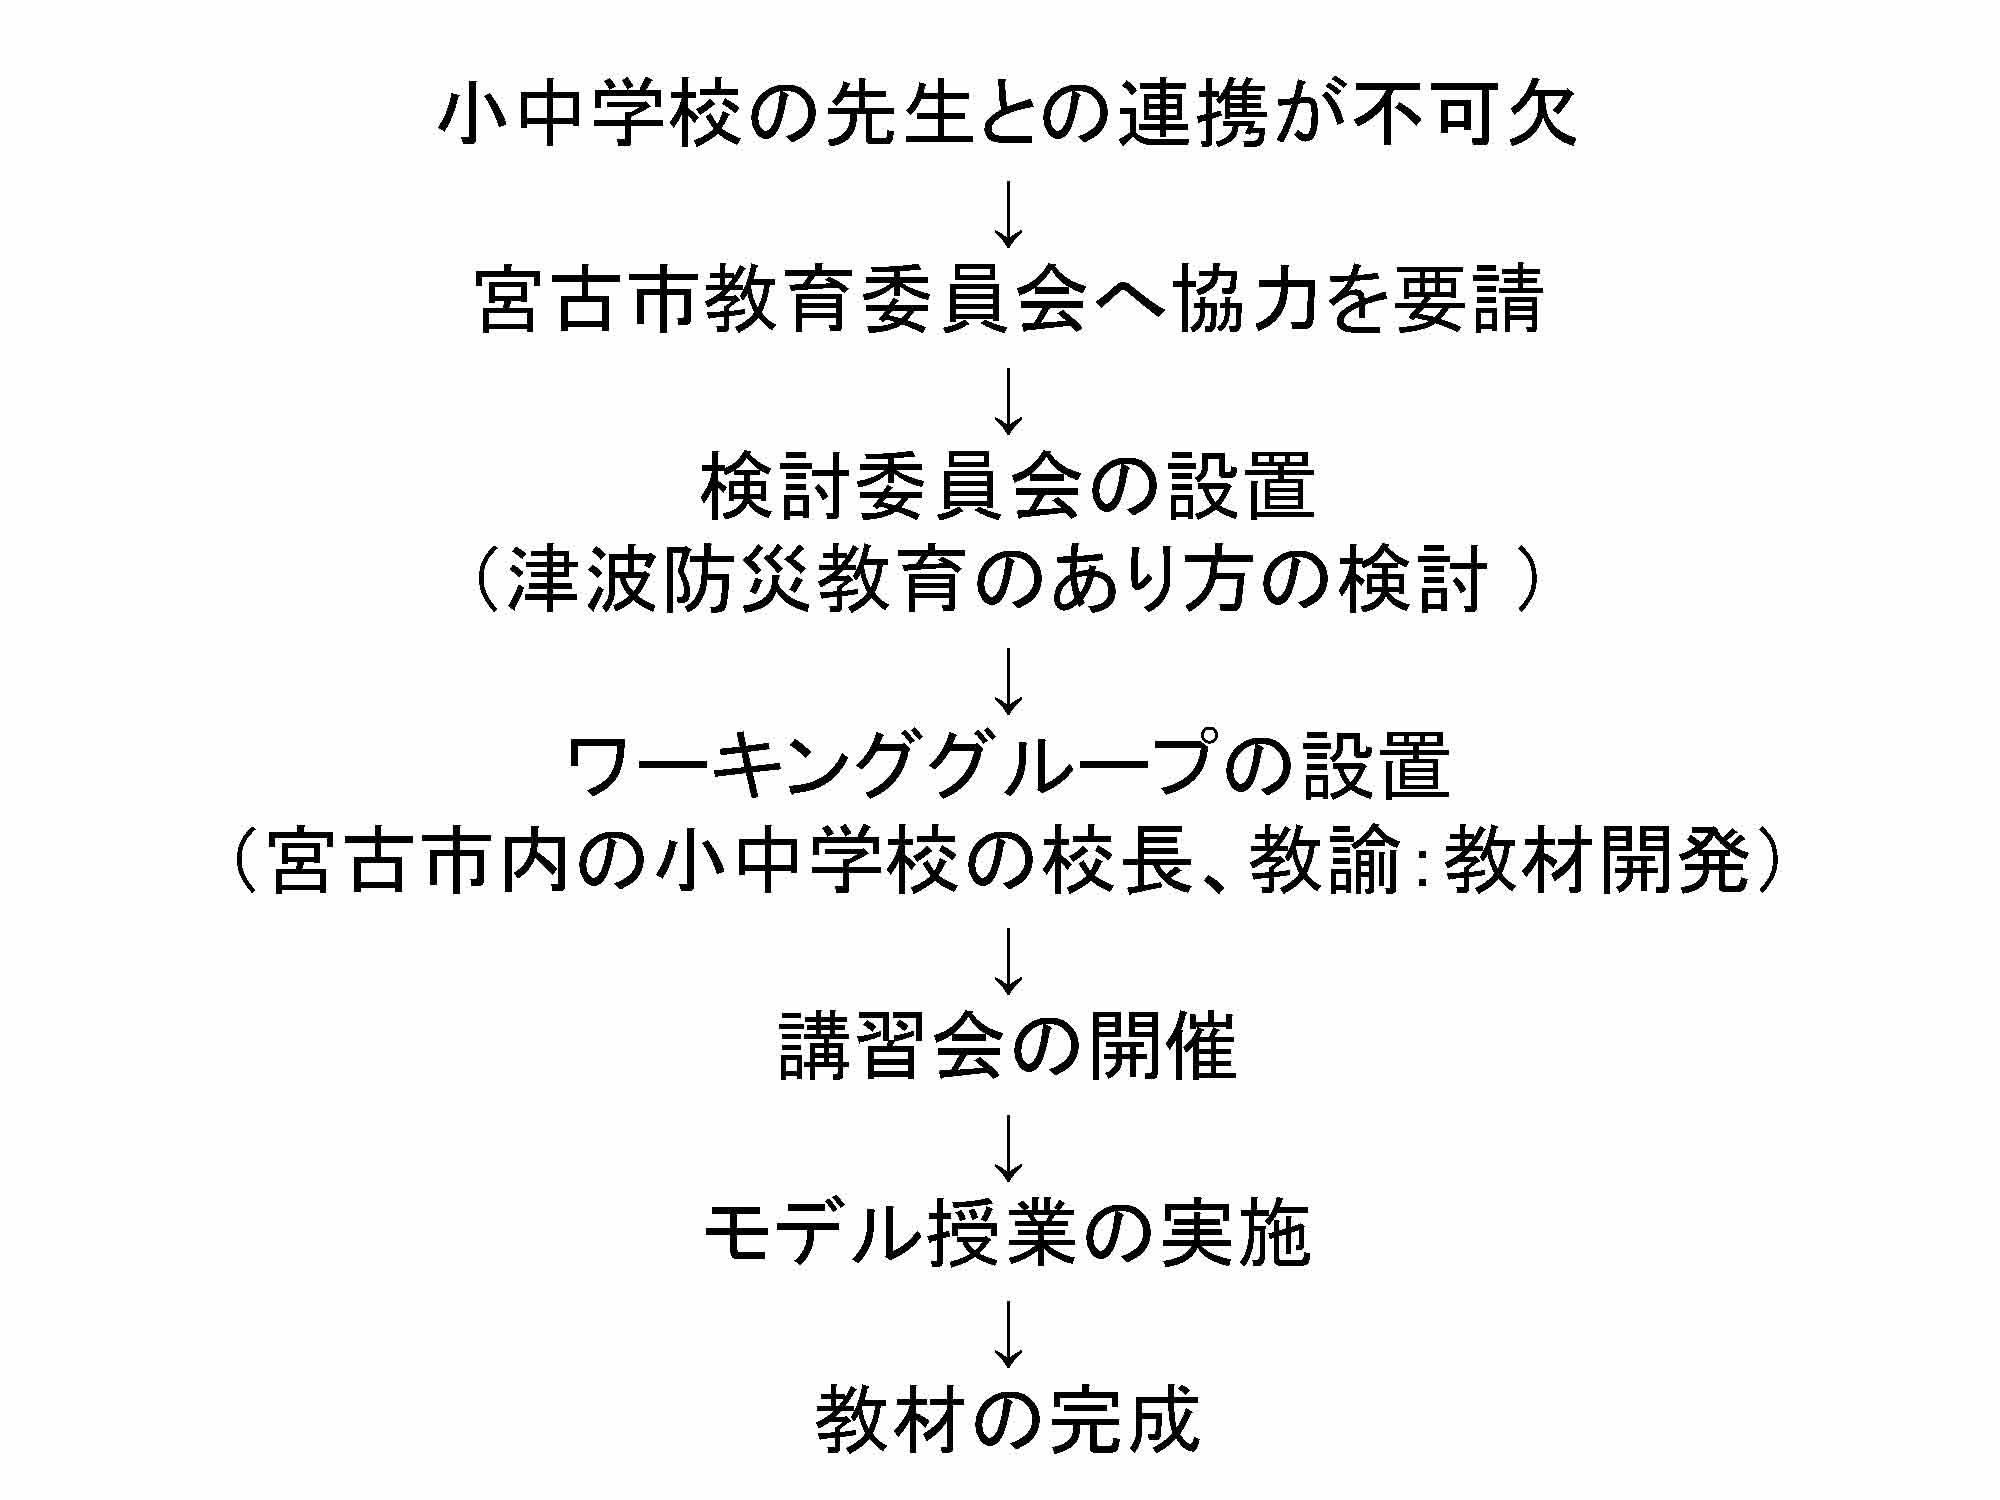 小中学校の先生との連携が不可欠
↓
宮古市教育委員会へ協力を要請
↓
検討委員会の設置
（津波防災教育のあり方の検討 ）
↓
ワーキンググループの設置
（宮古市内の小中学校の校長、教諭：教材開発）
↓
講習会の開催
↓
モデル授業の実施
↓
教材の完成